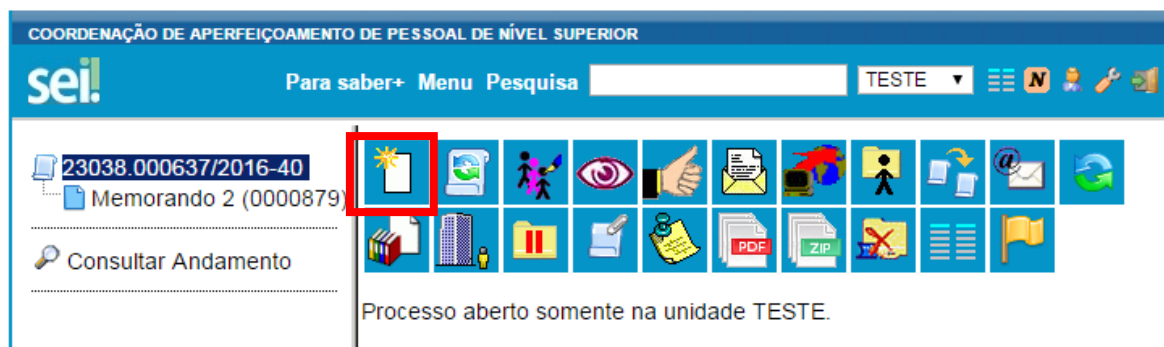 COORDENAÇÃO DE APERFEIÇOAMENTO DE PESSOAL DE NÍVEL SUPERIOR
sei! Para saber+ Menu Pesquisa TESTE N
23038.000637/2016-40
Memorando 2 (0000879)
Consultar Andamento
@
PDF ZIP
Processo aberto somente na unidade TESTE.